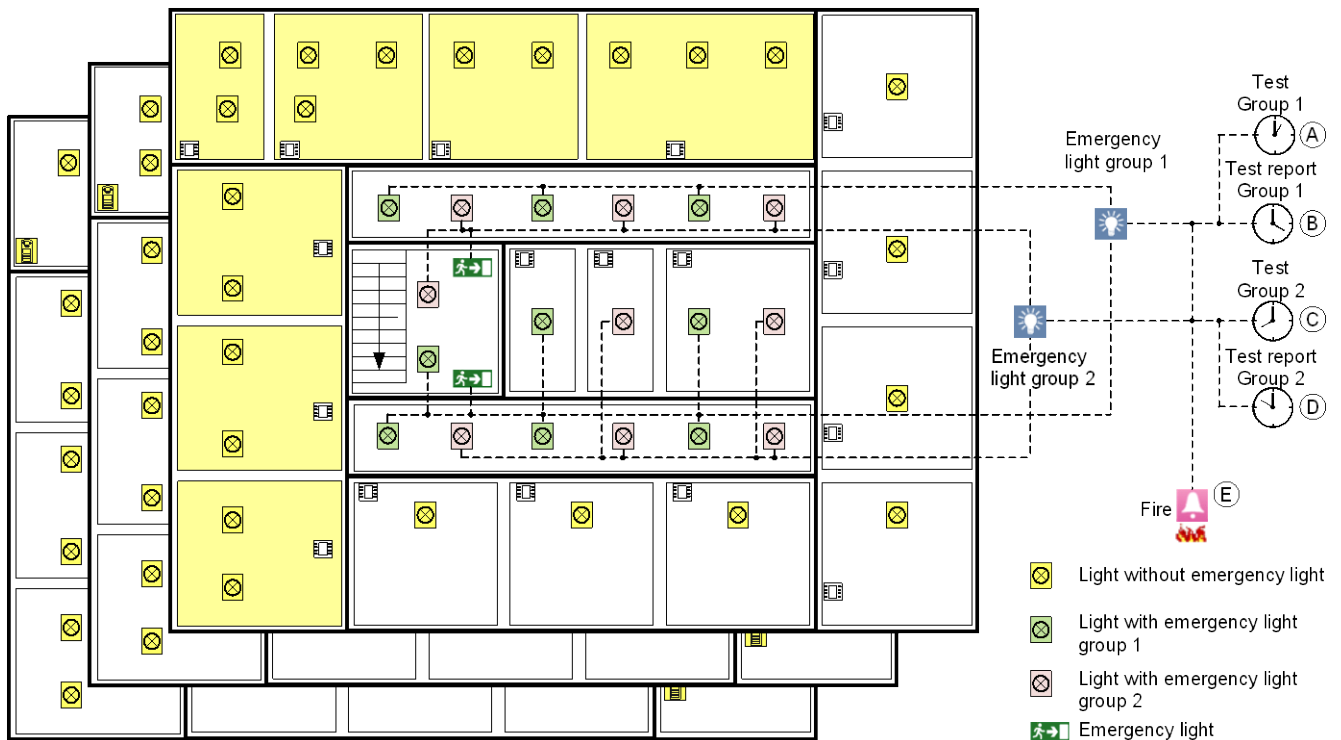 Test
Group 1
A
Emergency
light group 1
Test report
Group 1
B
Test
Group 2
C
Emergency
light group 2
Test report
Group 2
D
E
Fire
Light without emergency light
Light with emergency light
group 1
Light with emergency light
group 2
Emergency light